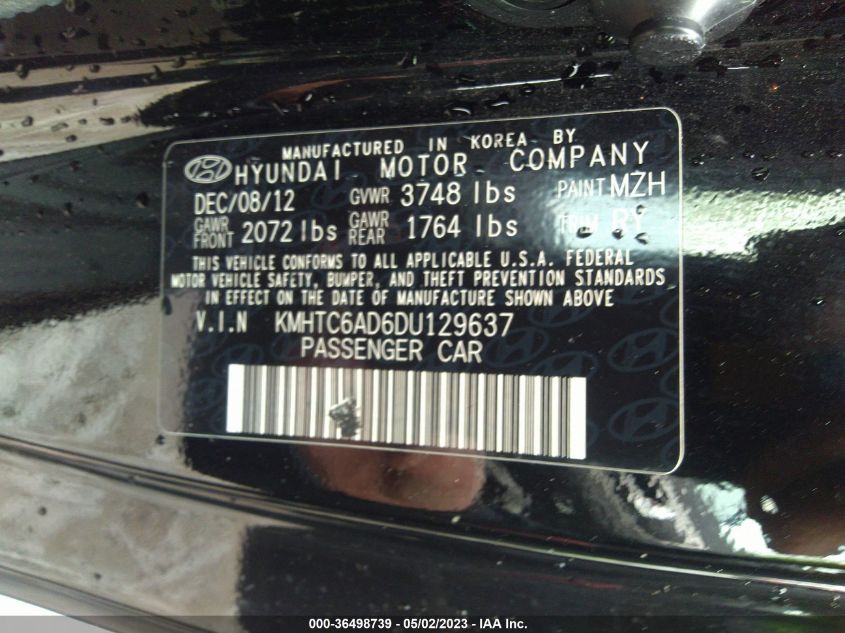 MANUFACTURED IN KOREA BY
HYUNDAI MOTOR COMPANY
DEC/08/12 GVWR 3748 lbs PAINT MZH
GAWR FRONT 2072 lbs GAWR REAR 1764 lbs TRIM RY
THIS VEHICLE CONFORMS TO ALL APPLICABLE U.S.A. FEDERAL
MOTOR VEHICLE SAFETY, BUMPER, AND THEFT PREVENTION STANDARDS
IN EFFECT ON THE DATE OF MANUFACTURE SHOWN ABOVE
V.I.N KMHTC6AD6DU129637
PASSENGER CAR
000-36498739 - 05/02/2023 - IAA Inc.